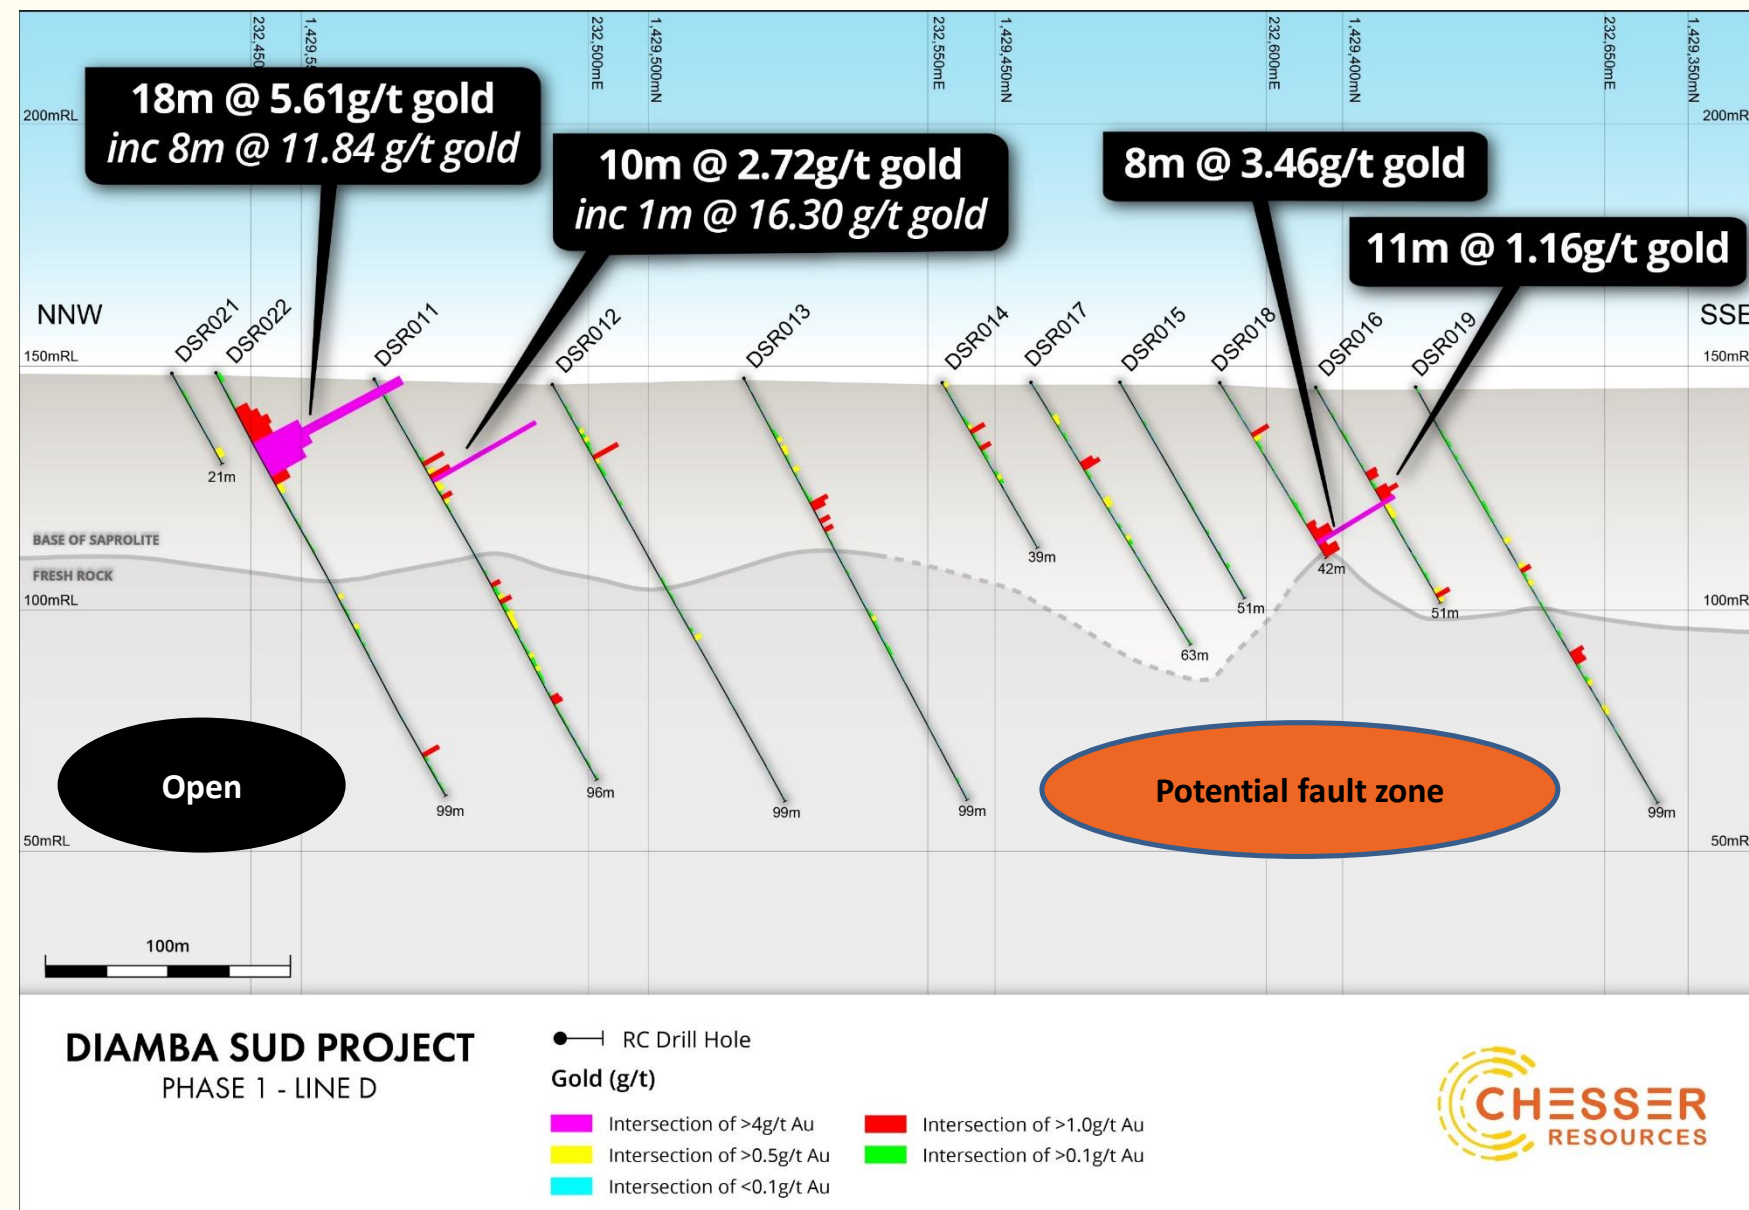 232,450
1,429,5
232,500mE
1,429,500mN
232,550mE
1,429,450mN
232,600mE
1,429,400mN
232,650mE
1,429,350mN
18m @ 5.61g/t gold
inc 8m @ 11.84 g/t gold
10m @ 2.72g/t gold
inc 1m @ 16.30 g/t gold
8m @ 3.46g/t gold
11m @ 1.16g/t gold
200mRL
200mR
NNW
SSE
DSR021
DSR022
DSR011
DSR012
DSR013
DSR014
DSR017
DSR015
DSR018
DSR016
DSR019
150mRL
150mR
21m
BASE OF SAPROLITE
FRESH ROCK
39m
42m
100mRL
51m
51m
100mR
63m
Open
Potential fault zone
99m
96m
99m
99m
99m
50mRL
50mR
100m
DIAMBA SUD PROJECT
PHASE 1 - LINE D
RC Drill Hole
Gold (g/t)
Intersection of >4g/t Au
Intersection of >1.0g/t Au
Intersection of >0.5g/t Au
Intersection of >0.1g/t Au
Intersection of <0.1g/t Au
CHESSER
RESOURCES